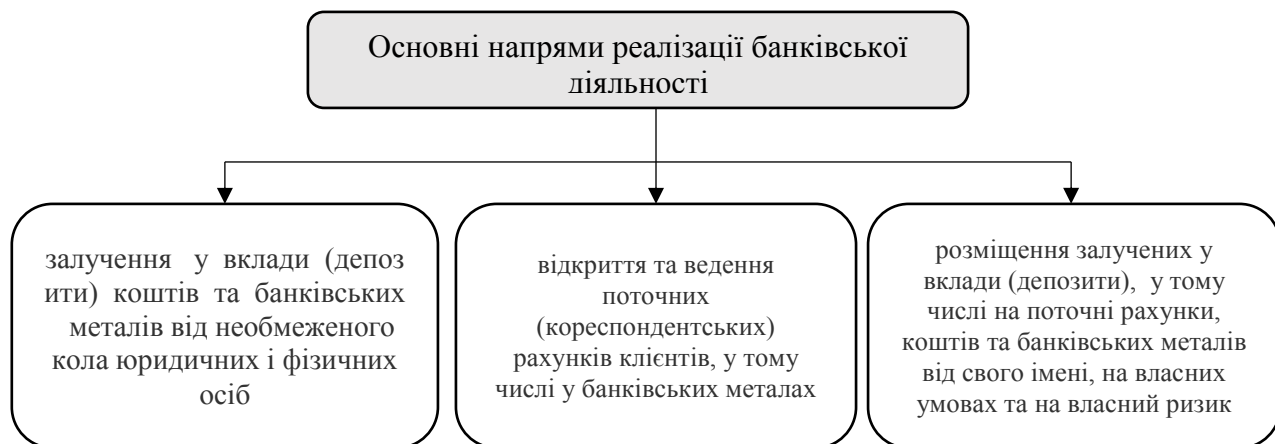 Основні напрями реалізації банківської
діяльності
залучення у вклади (депоз
ити) коштів та банківських
металів від необмеженого
кола юридичних і фізичних
осіб
відкриття та ведення
поточних
(кореспондентських)
рахунків клієнтів, у тому
числі у банківських металах
розміщення залучених у
вклади (депозити), у тому
числі на поточні рахунки,
коштів та банківських металів
від свого імені, на власних
умовах та на власний ризик